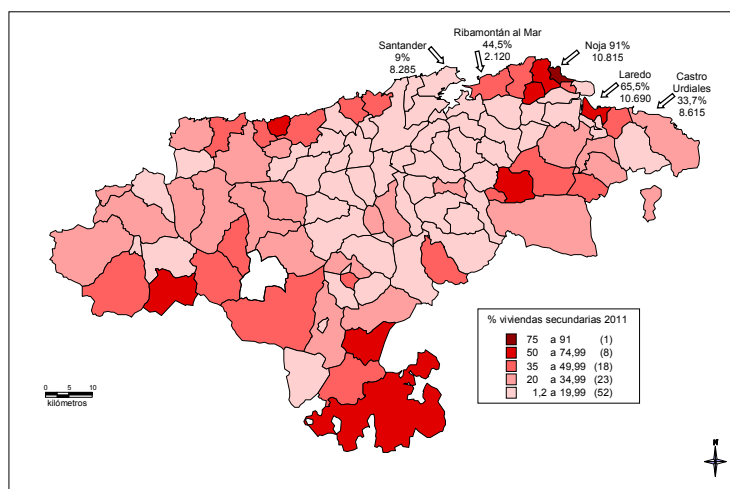 Ribamontán al Mar
44,5%
2.120
Santander
9%
8.285
Noja 91%
10.815
Laredo
65,5%
10.690
Castro
Urdiales
33,7%
8.615
% viviendas secundarias 2011
75 a 91 (1)
50 a 74,99 (8)
35 a 49,99 (18)
20 a 34,99 (23)
1,2 a 19,99 (52)
0 5 10
kilómetros
N